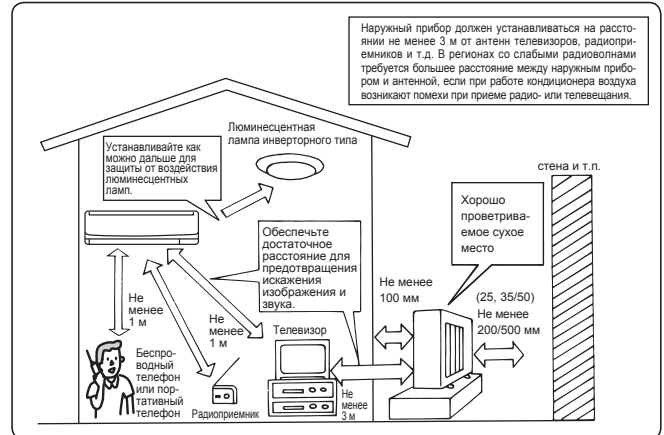 Наружный прибор должен устанавливаться на рассто-
янии не менее 3 м от антенн телевизоров, радиопри-
емников и т.д. В регионах со слабыми радиоволнами
требуется большее расстояние между наружным прибо-
ром и антенной, если при работе кондиционера воздуха
возникают помехи при приеме радио- или телевещания.
Люминесцентная
лампа инверторного типа
Устанавливайте как
можно дальше для
защиты от воздействия
люминесцентных
ламп.
стена и т.п.
Хорошо
проветрива-
емое сухое
место
Обеспечьте
достаточное
расстояние для
предотвращения
искажения
изображения и
звука.
Не менее
100 мм
(25, 35/50)
Не менее
200/500 мм
Не
менее
1 м
Не
менее
1 м
Телевизор
Беспро-
водный
телефон
или пор-
тативный
телефон
Радиоприемник
Не
менее
3 м